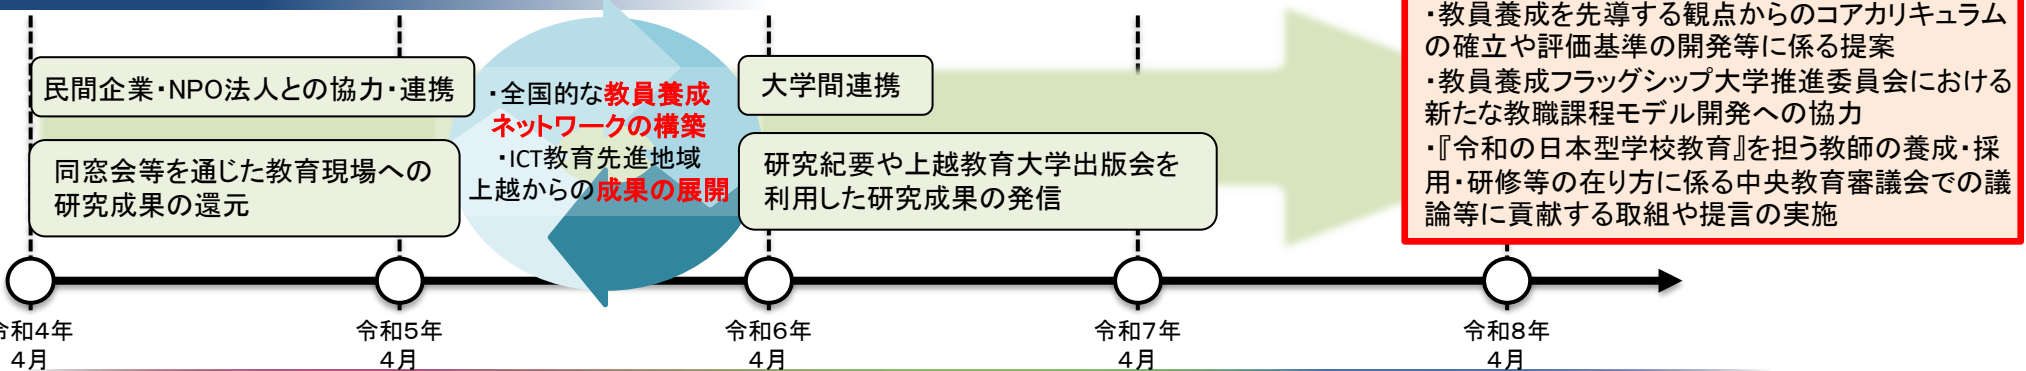 民間企業・NPO法人との協力・連携
同窓会等を通じた教育現場への
研究成果の還元
・全国的な教員養成
ネットワークの構築
・ICT教育先進地域
上越からの成果の展開
大学間連携
研究紀要や上越教育大学出版会を
利用した研究成果の発信
・教員養成を先導する観点からのコアカリキュラム
の確立や評価基準の開発等に係る提案
・教員養成フラッグシップ大学推進委員会における
新たな教職課程モデル開発への協力
・『令和の日本型学校教育』を担う教師の養成・採
用・研修等の在り方に係る中央教育審議会での議
論等に貢献する取組や提言の実施
令和4年
4月
令和5年
4月
令和6年
4月
令和7年
4月
令和8年
4月